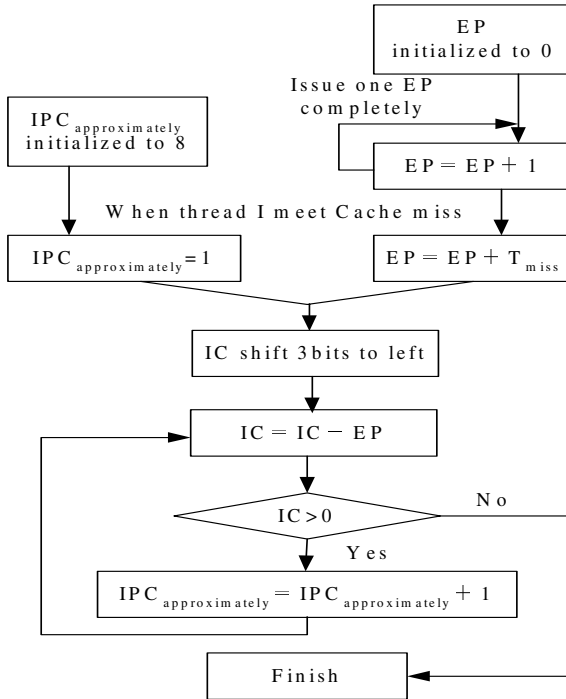 EP
initialized to 0
Issue one EP
completely
IPC approximately
initialized to 8
EP = EP + 1
When thread I meet Cache miss
IPC approximately = 1
EP = EP + T miss
IC shift 3bits to left
IC = IC − EP
IC>0
No
Yes
IPC approximately = IPC approximately + 1
Finish